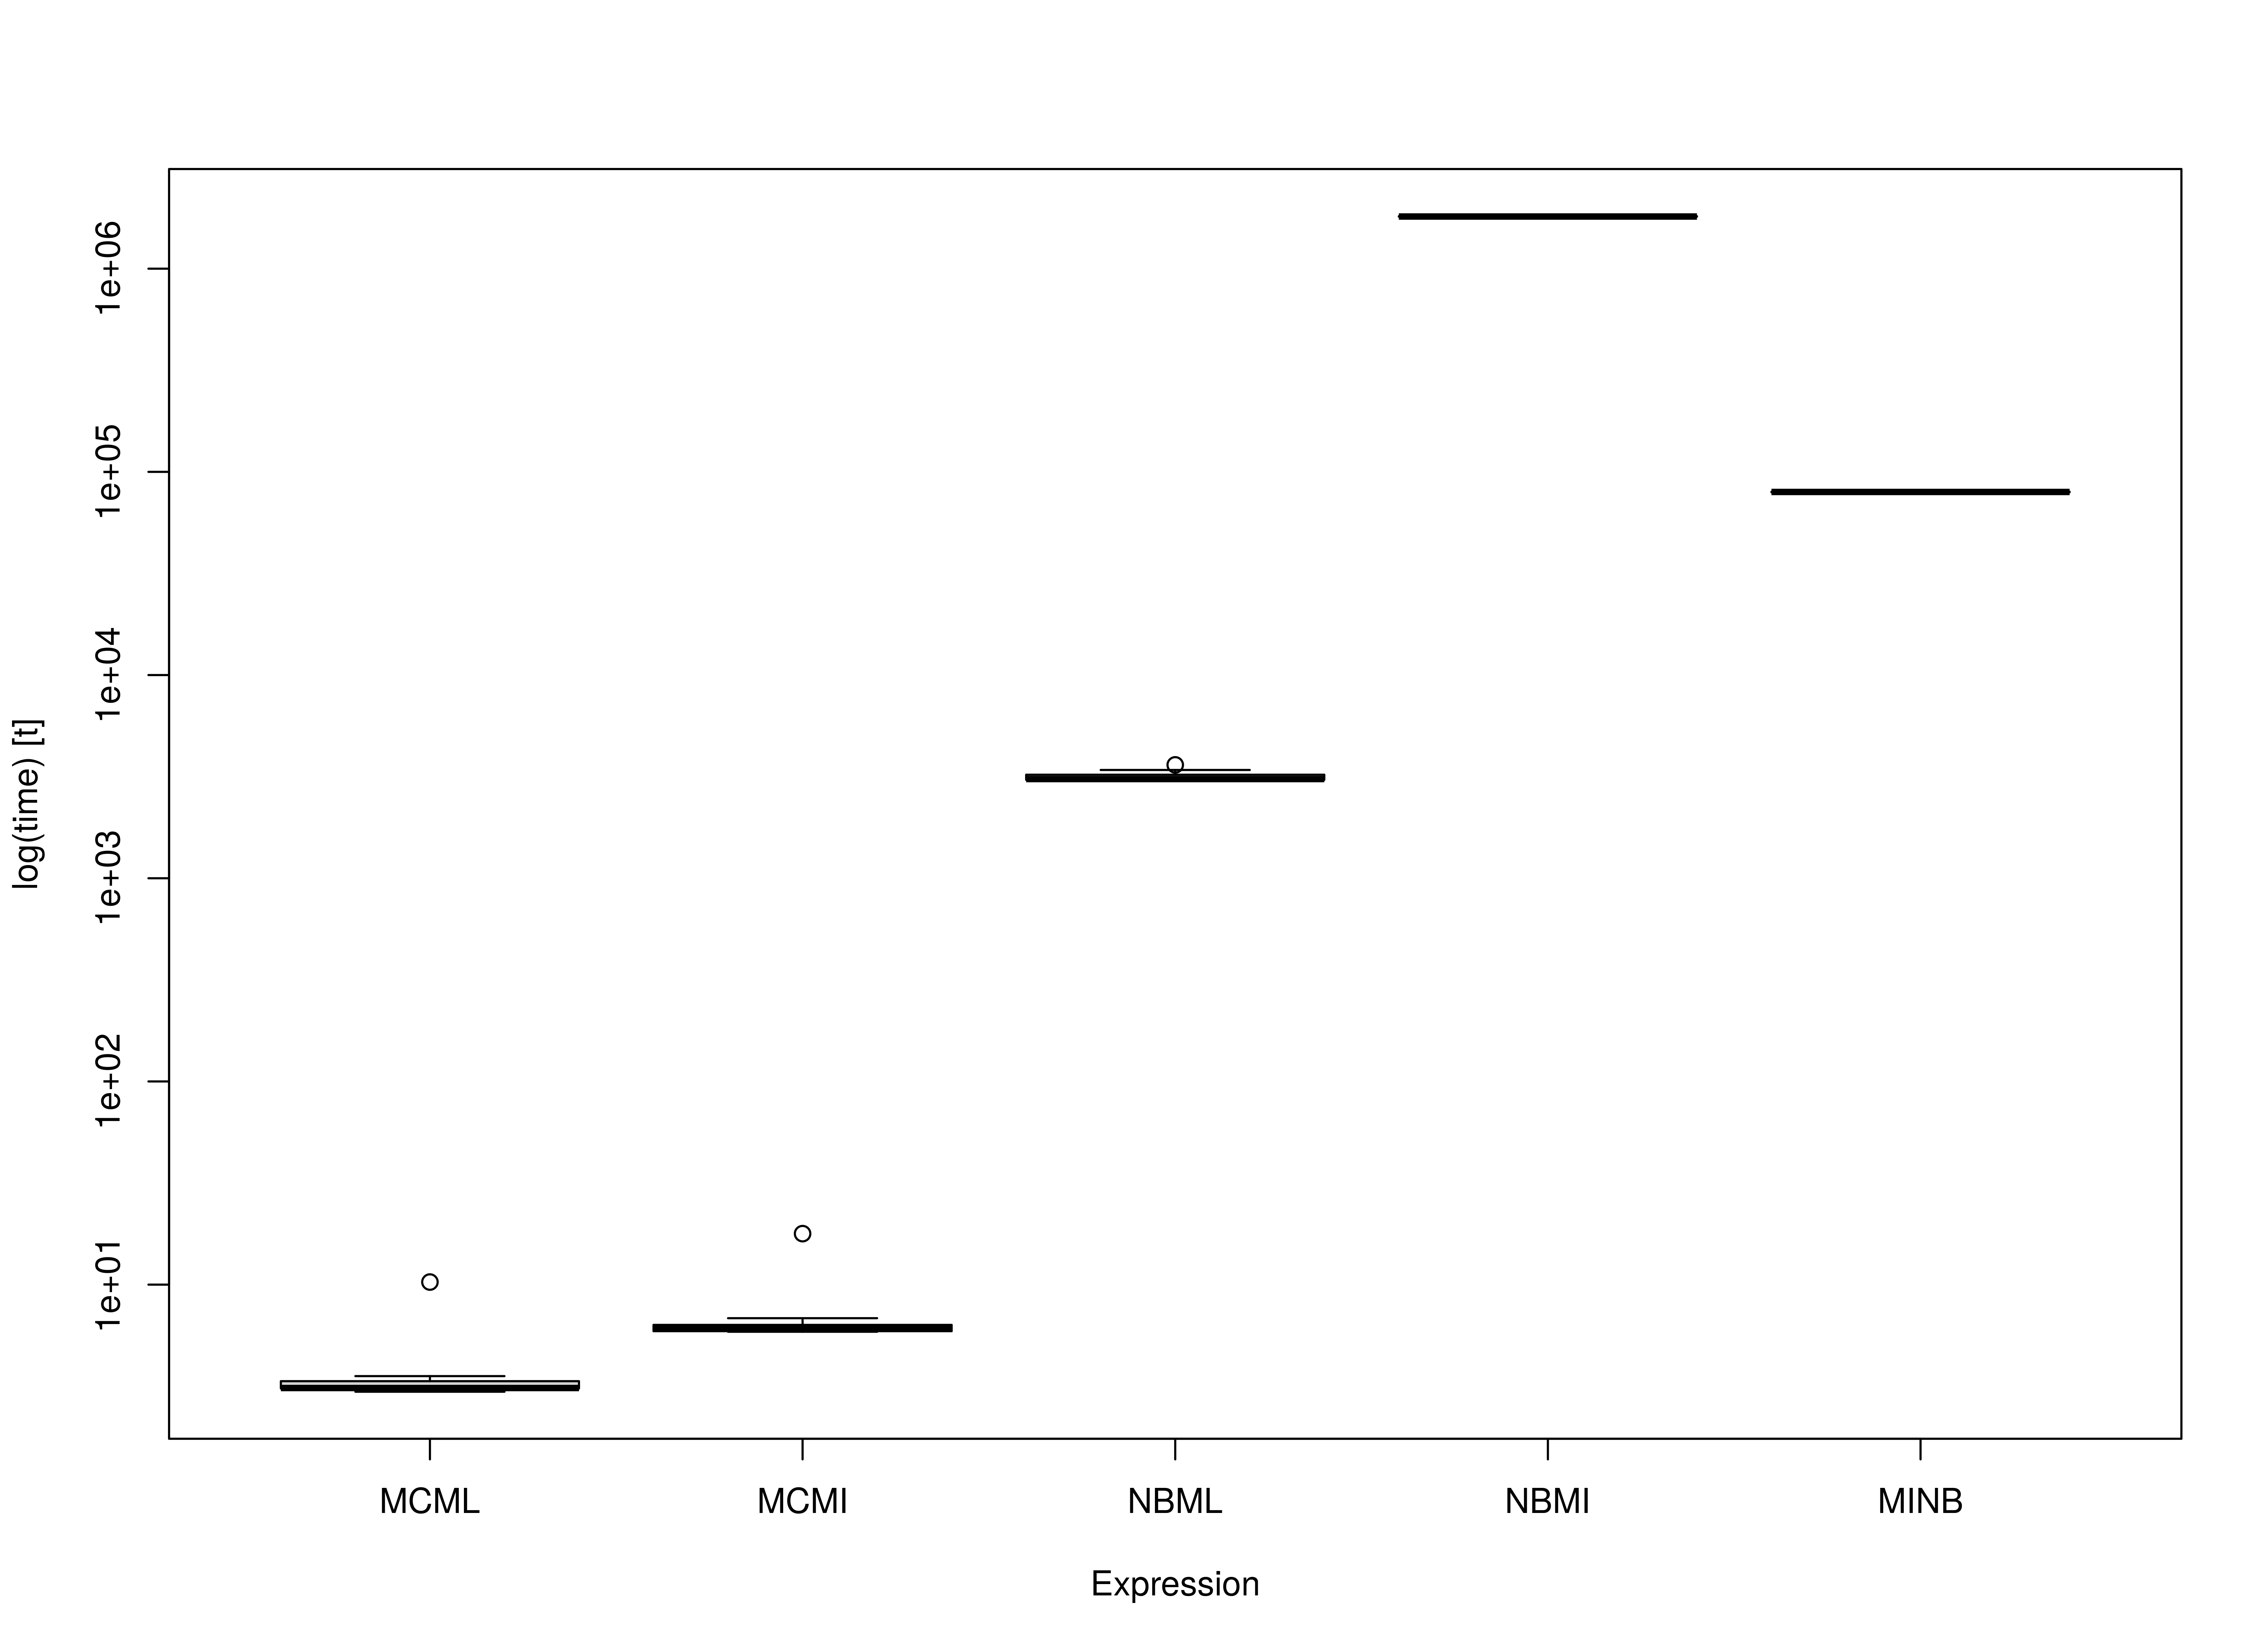 log(time) [t]
1e+06
1e+05
1e+04
1e+03
1e+02
1e+01
MCML MCMI NBML NBMI MINB
Expression